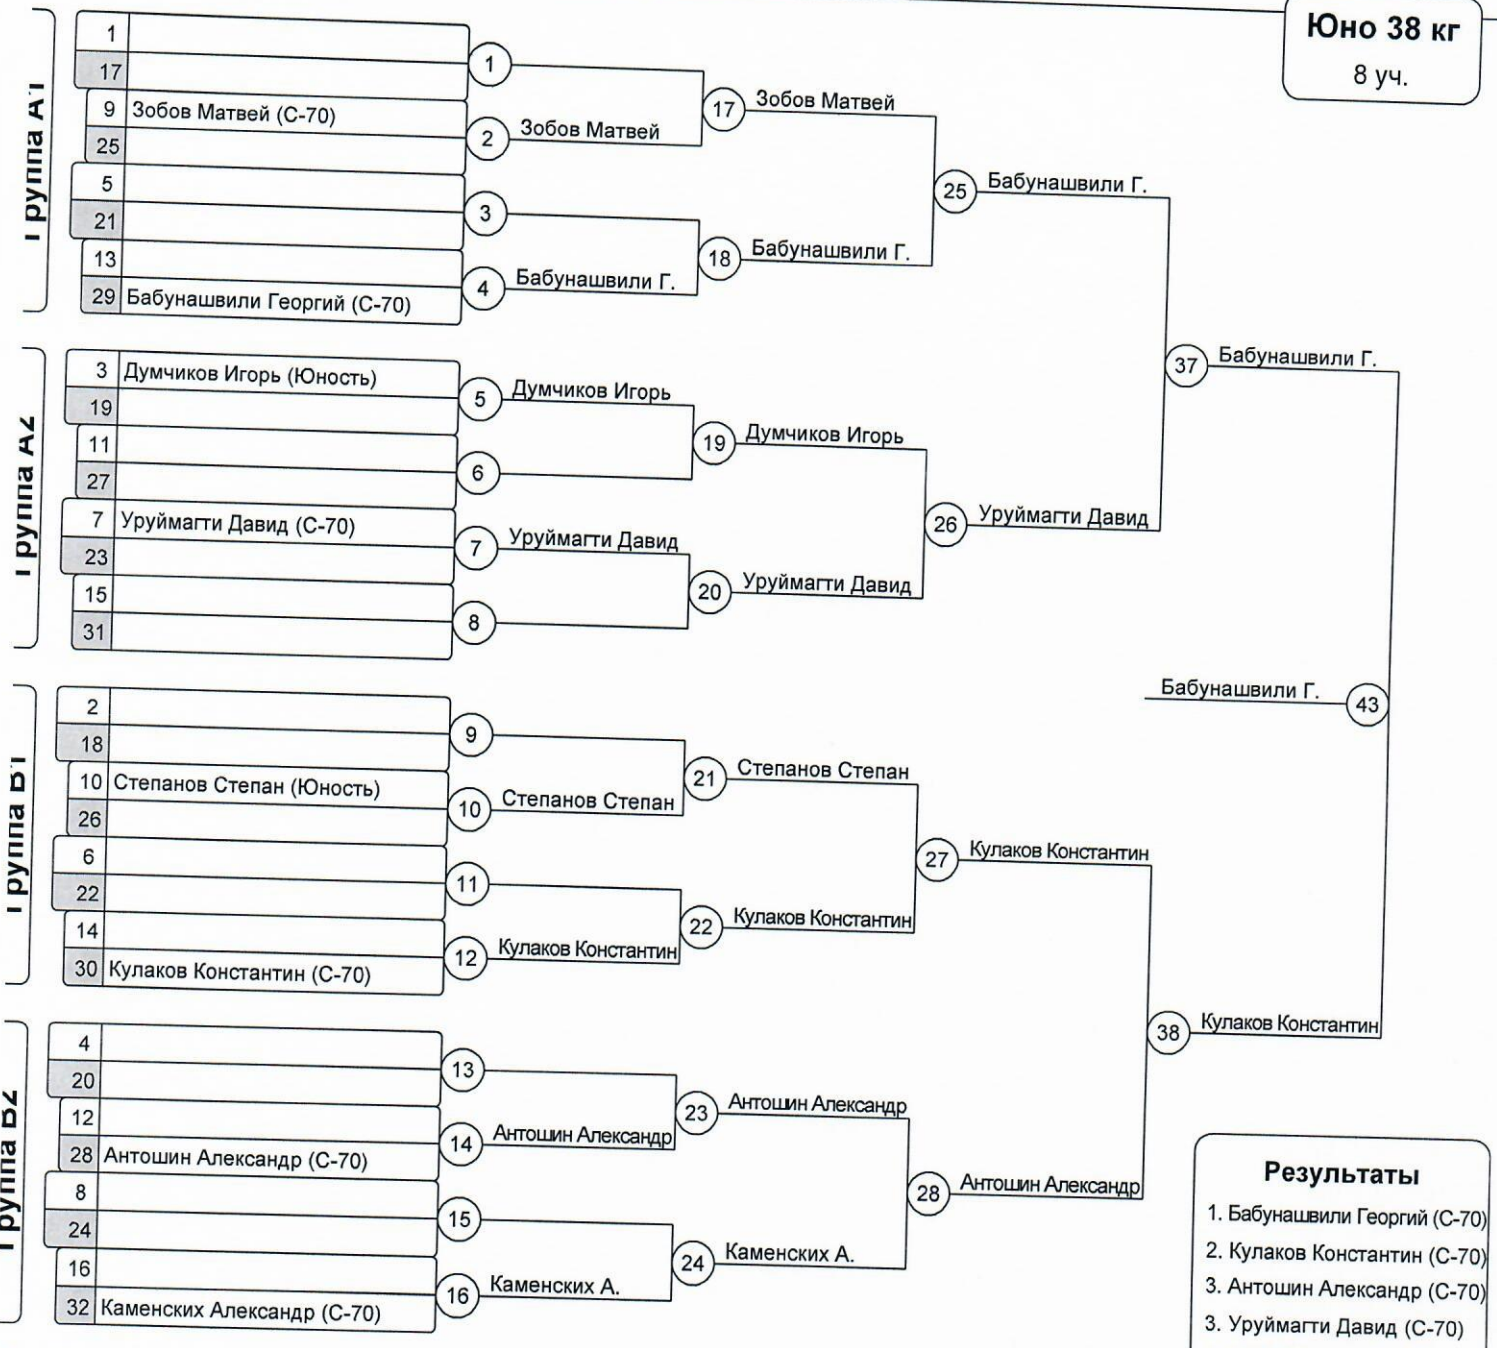 Юно 38 кг
8 уч.
Группа A1
1
17
9 Зобов Матвей (С-70)
25
5
21
13
29 Бабунашвили Георгий (С-70)
1
2 Зобов Матвей
3
4 Бабунашвили Г.
17 Зобов Матвей
18 Бабунашвили Г.
25 Бабунашвили Г.
Группа A2
3 Думчиков Игорь (Юность)
19
11
27
7 Уруймагти Давид (С-70)
23
15
31
5 Думчиков Игорь
6
7 Уруймагти Давид
8
19 Думчиков Игорь
20 Уруймагти Давид
26 Уруймагти Давид
37 Бабунашвили Г.
Бабунашвили Г. 43
Группа B1
2
18
10 Степанов Степан (Юность)
26
6
22
14
30 Кулаков Константин (С-70)
9
10 Степанов Степан
11
12 Кулаков Константин
21 Степанов Степан
22 Кулаков Константин
27 Кулаков Константин
Группа B2
4
20
12
28 Антошин Александр (С-70)
8
24
16
32 Каменских Александр (С-70)
13
14 Антошин Александр
15
16 Каменских А.
23 Антошин Александр
24 Каменских А.
28 Антошин Александр
38 Кулаков Константин
Результаты
1. Бабунашвили Георгий (С-70)
2. Кулаков Константин (С-70)
3. Антошин Александр (С-70)
3. Уруймагти Давид (С-70)